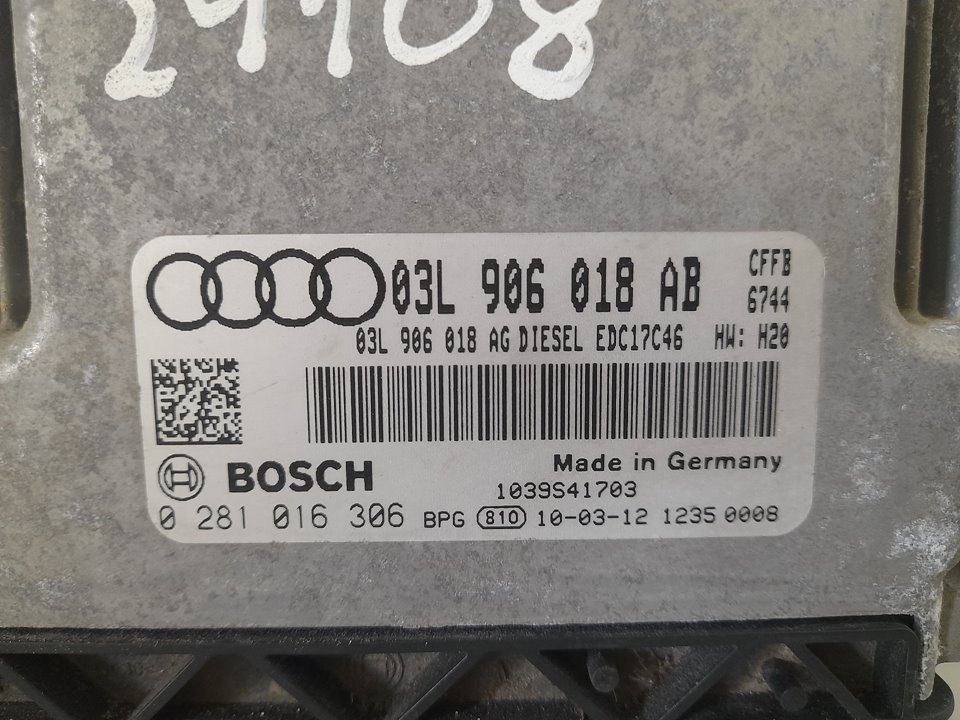 03L 906 018 AB CFFB
6744
03L 906 018 AG DIESEL EDC17C46 HW: H20
Made in Germany
BOSCH
1039S41703
0 281 016 306 BPG 810 10-03-12 1235 0008